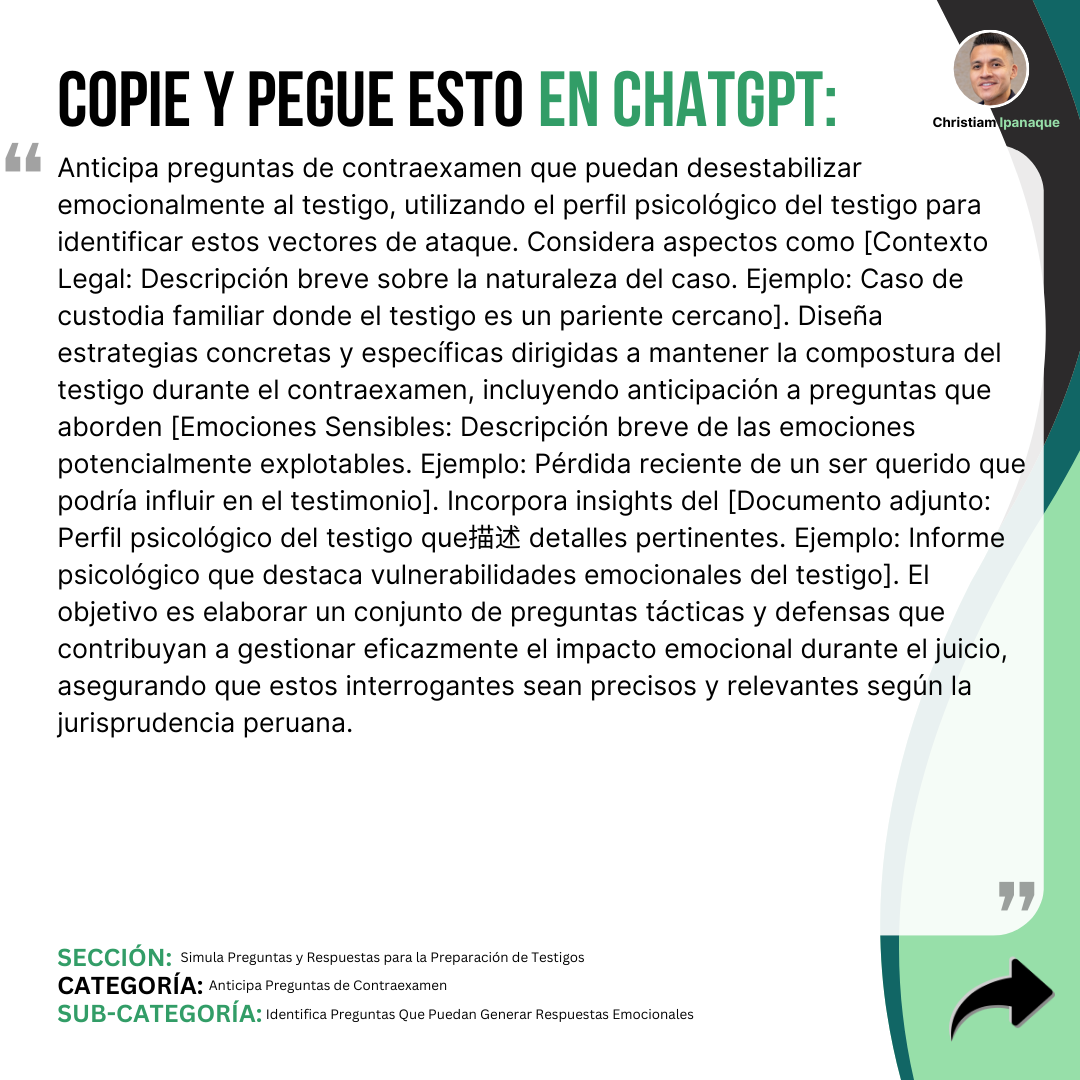 COPIE Y PEGUE ESTO EN CHATGPT:
Christiam Ipanaque
“
Anticipa preguntas de contraexamen que puedan desestabilizar
emocionalmente al testigo, utilizando el perfil psicológico del testigo para
identificar estos vectores de ataque. Considera aspectos como [Contexto
Legal: Descripción breve sobre la naturaleza del caso. Ejemplo: Caso de
custodia familiar donde el testigo es un pariente cercano]. Diseña
estrategias concretas y específicas dirigidas a mantener la compostura del
testigo durante el contraexamen, incluyendo anticipación a preguntas que
aborden [Emociones Sensibles: Descripción breve de las emociones
potencialmente explotables. Ejemplo: Pérdida reciente de un ser querido que
podría influir en el testimonio]. Incorpora insights del [Documento adjunto:
Perfil psicológico del testigo que描述 detalles pertinentes. Ejemplo: Informe
psicológico que destaca vulnerabilidades emocionales del testigo]. El
objetivo es elaborar un conjunto de preguntas tácticas y defensas que
contribuyan a gestionar eficazmente el impacto emocional durante el juicio,
asegurando que estos interrogantes sean precisos y relevantes según la
jurisprudencia peruana.
”
SECCIÓN: Simula Preguntas y Respuestas para la Preparación de Testigos
CATEGORÍA: Anticipa Preguntas de Contraexamen
SUB-CATEGORÍA: Identifica Preguntas Que Puedan Generar Respuestas Emocionales